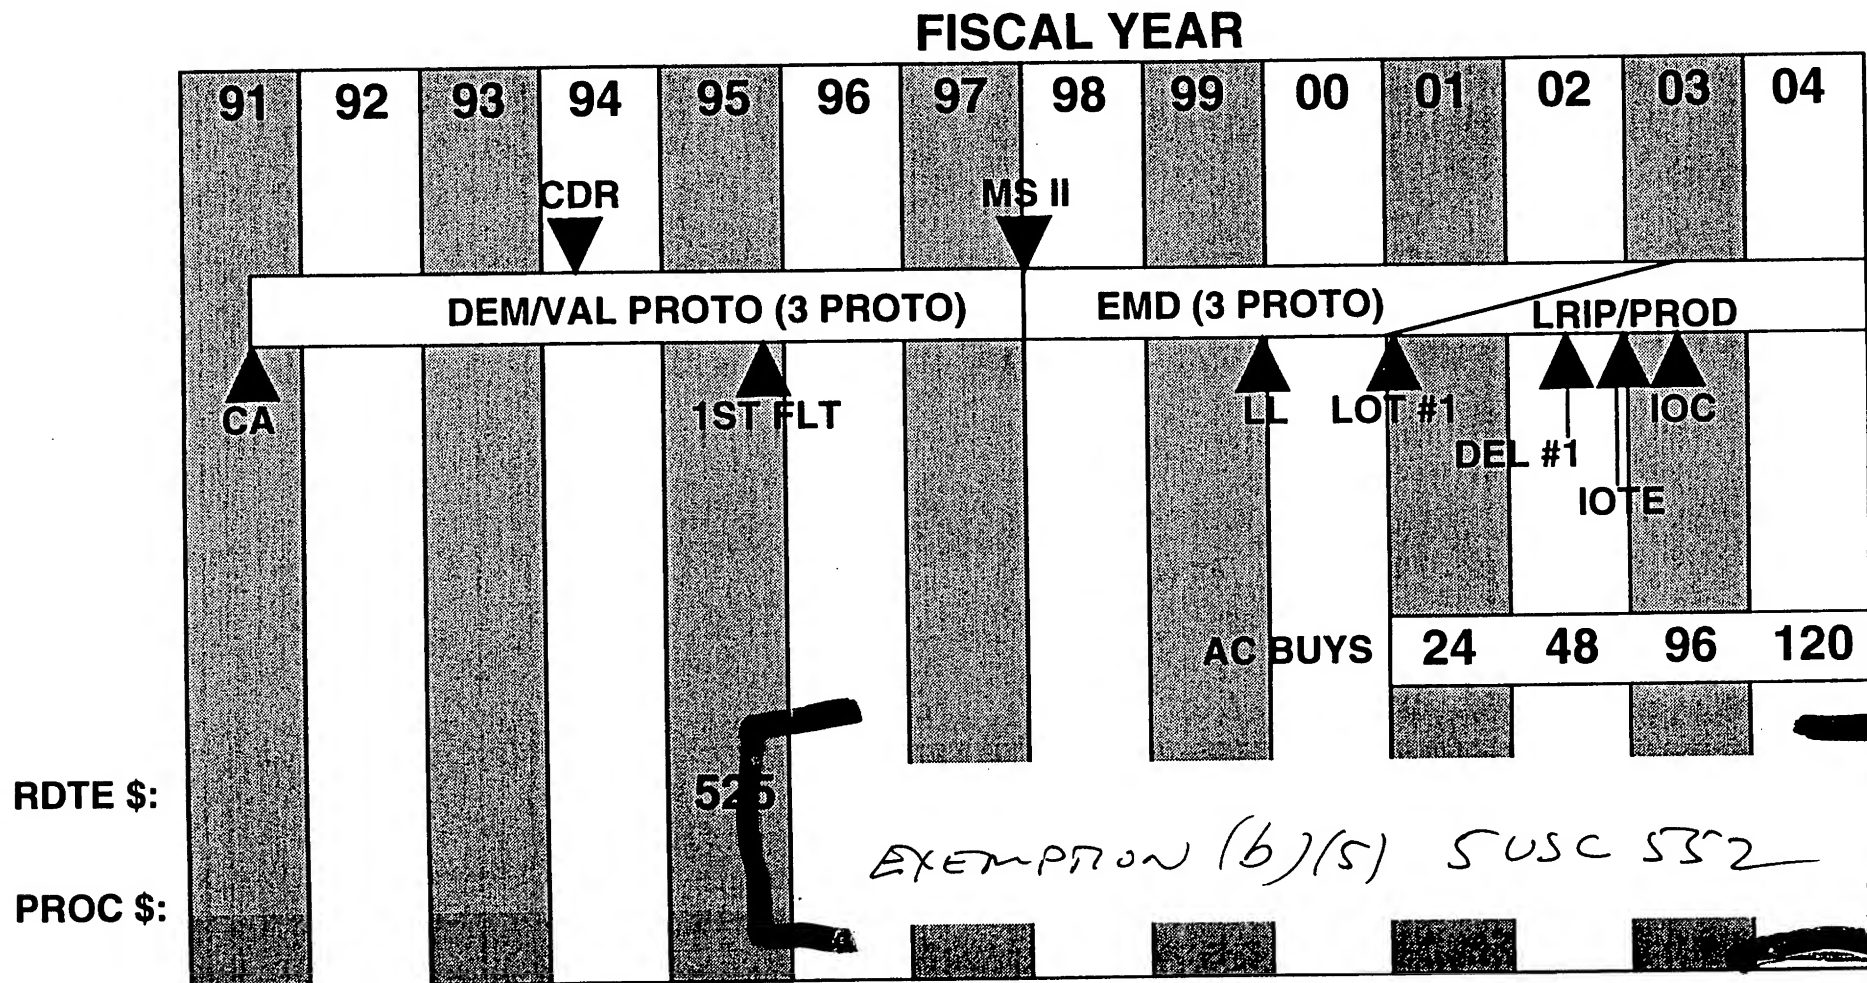 FISCAL YEAR
91 92 93 94 95 96 97 98 99 00 01 02 03 04
CDR MS II
DEM/VAL PROTO (3 PROTO) EMD (3 PROTO) LRIP/PROD
CA 1ST FLT LL LOT #1 IOC
DEL #1
IOTE
AC BUYS 24 48 96 120
RDTE $: 525
EXEMPTION (b)(5) 5 USC 552
PROC $: